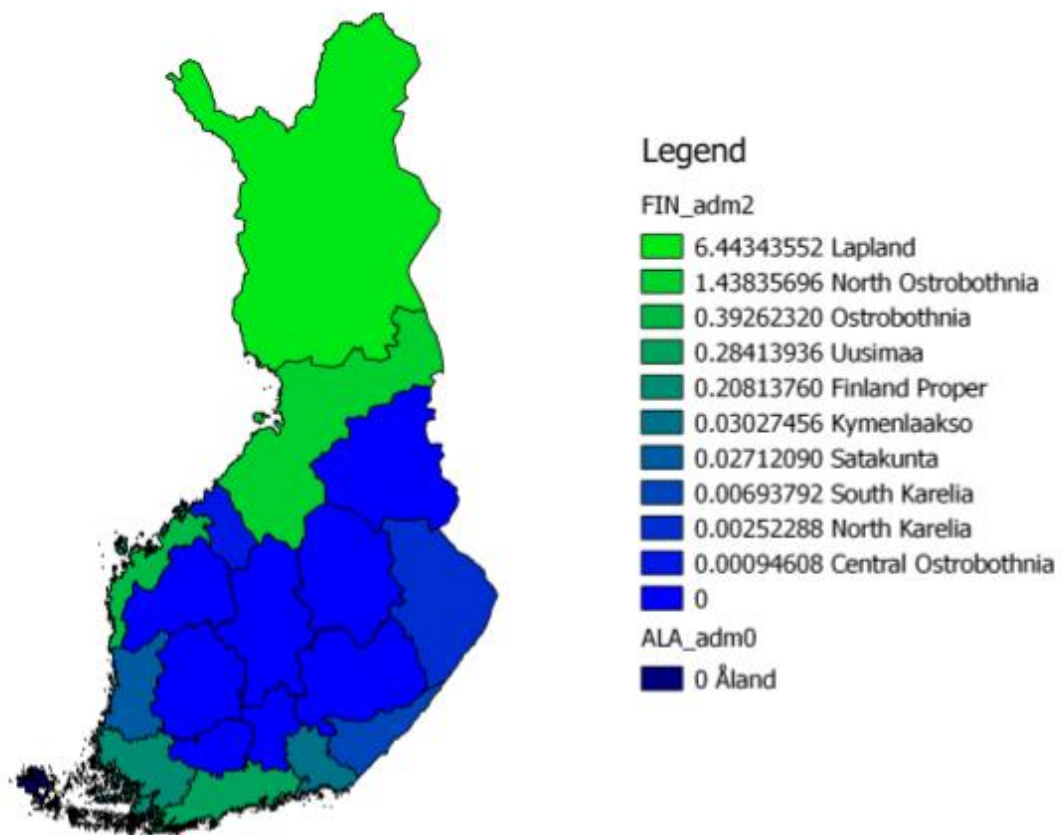 Legend
FIN_adm2
6.44343552 Lapland
1.43835696 North Ostrobothnia
0.39262320 Ostrobothnia
0.28413936 Uusimaa
0.20813760 Finland Proper
0.03027456 Kymenlaakso
0.02712090 Satakunta
0.00693792 South Karelia
0.00252288 North Karelia
0.00094608 Central Ostrobothnia
0
ALA_adm0
0 Åland